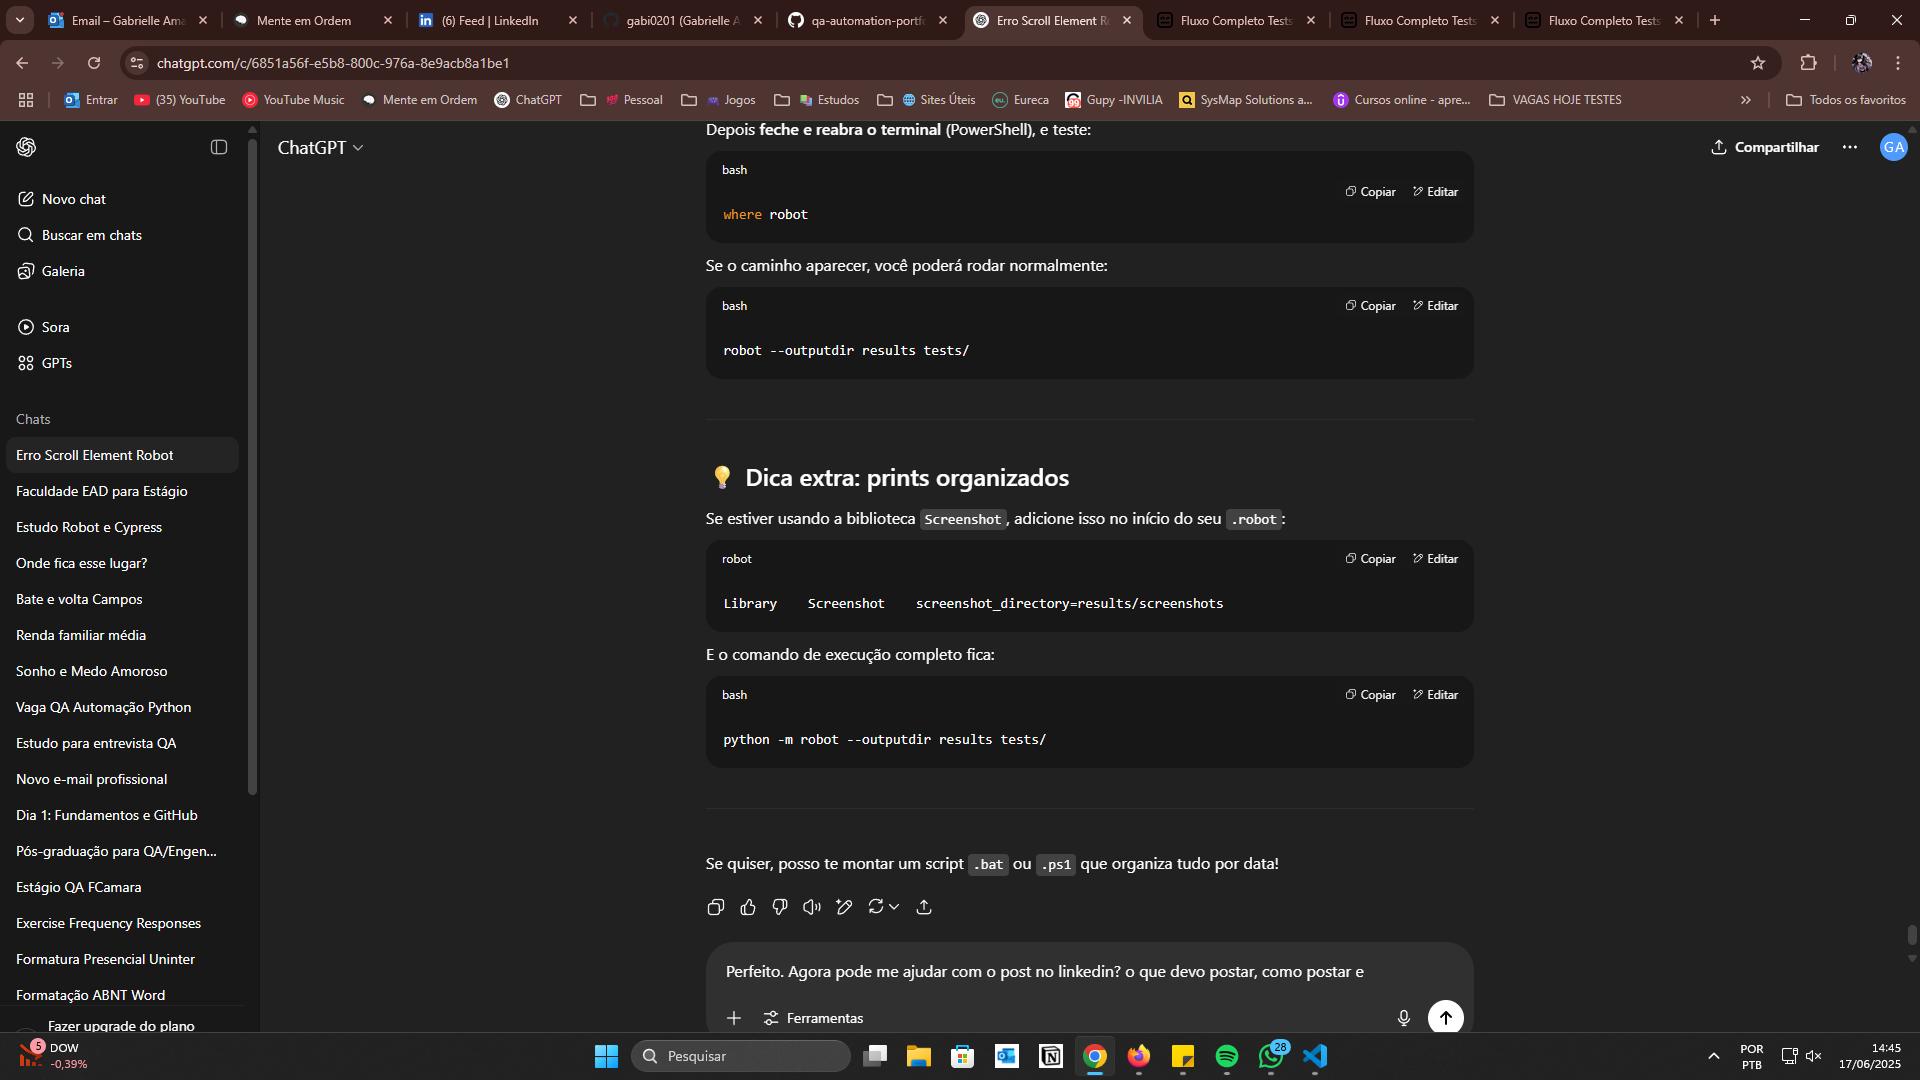 Email – Gabrielle Ama
Mente em Ordem
(6) Feed | LinkedIn
gabi0201 (Gabrielle A
qa-automation-portfo
Erro Scroll Element R
Fluxo Completo Tests
Fluxo Completo Tests
Fluxo Completo Tests
chatgpt.com/c/6851a56f-e5b8-800c-976a-8e9acb8a1be1
Entrar
(35) YouTube
YouTube Music
Mente em Ordem
ChatGPT
Pessoal
Jogos
Estudos
Sites Úteis
Eureca
Gupy -INVILIA
SysMap Solutions a...
Cursos online - apre...
VAGAS HOJE TESTES
Todos os favoritos
Novo chat
Buscar em chats
Galeria
Sora
GPTs
Chats
Erro Scroll Element Robot
Faculdade EAD para Estágio
Estudo Robot e Cypress
Onde fica esse lugar?
Bate e volta Campos
Renda familiar média
Sonho e Medo Amoroso
Vaga QA Automação Python
Estudo para entrevista QA
Novo e-mail profissional
Dia 1: Fundamentos e GitHub
Pós-graduação para QA/Engen...
Estágio QA FCamara
Exercise Frequency Responses
Formatura Presencial Uninter
Formatação ABNT Word
Fazer upgrade do plano
ChatGPT
Compartilhar
GA
Depois feche e reabra o terminal (PowerShell), e teste:
bash
Copiar Editar
where robot
Se o caminho aparecer, você poderá rodar normalmente:
bash
Copiar Editar
robot --outputdir results tests/
Dica extra: prints organizados
Se estiver usando a biblioteca Screenshot, adicione isso no início do seu .robot:
robot
Copiar Editar
Library    Screenshot    screenshot_directory=results/screenshots
E o comando de execução completo fica:
bash
Copiar Editar
python -m robot --outputdir results tests/
Se quiser, posso te montar um script .bat ou .ps1 que organiza tudo por data!
Perfeito. Agora pode me ajudar com o post no linkedin? o que devo postar, como postar e
Ferramentas
5
DOW
-0,39%
Pesquisar
28
POR
PTB
14:45
17/06/2025